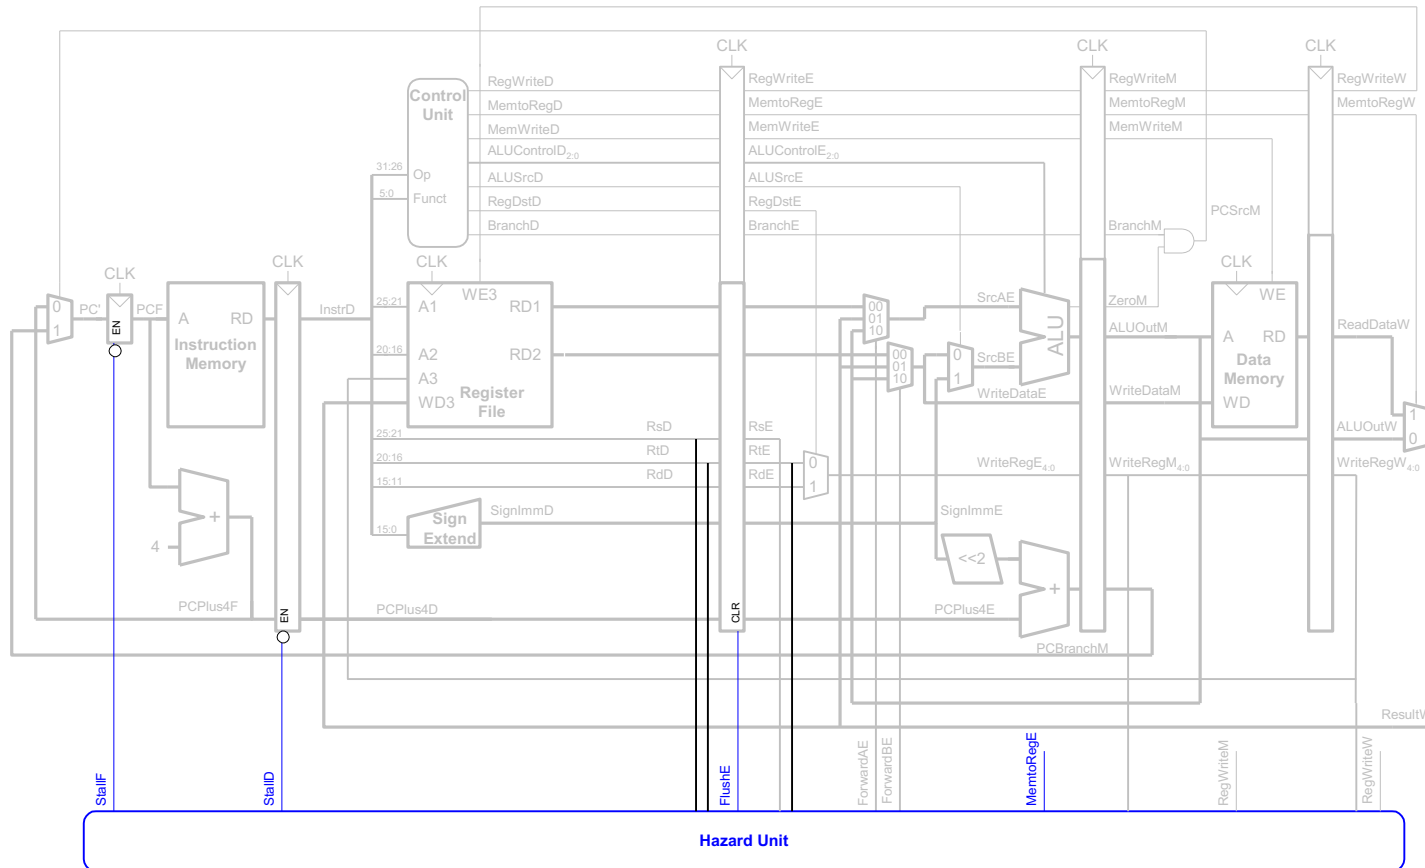 CLK CLK CLK
RegWriteD RegWriteE RegWriteM RegWriteW
Control
Unit
MemtoRegD MemtoRegE MemtoRegM MemtoRegW
MemWriteD MemWriteE MemWriteM
ALUControlD2:0 ALUControlE2:0
31:26 Op
ALUSrcD ALUSrcE
5:0 Funct
RegDstD RegDstE PCSrcM
BranchD BranchE BranchM
CLK CLK CLK CLK
0 PC' PCF InstrD 25:21 A1 WE3 RD1 00 SrcAE ZeroM WE
1 EN A RD 01 ALU ALUOutM A RD ReadDataW
Instruction
Memory
10
20:16 A2 RD2 00 0 SrcBE Data
Memory
A3 01 1
WD3 Register
File
10 WriteDataE WriteDataM WD 1
25:21 RsD RsE ALUOutW 0
20:16 RtD RtE 0 WriteRegE4:0 WriteRegM4:0 WriteRegW4:0
15:11 RdD RdE 1
+ Sign
Extend
SignImmD SignImmE
15:0
4 <<2
+
PCPlus4F EN PCPlus4D CLR PCPlus4E
PCBranchM
ResultW
StallF StallD FlushE ForwardAE ForwardBE MemtoRegE RegWriteM RegWriteW
Hazard Unit